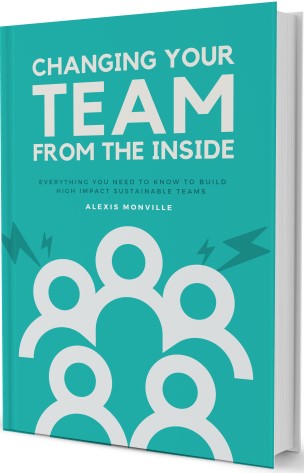 CHANGING YOUR
TEAM
FROM THE INSIDE
EVERYTHING YOU NEED TO KNOW TO BUILD
HIGH IMPACT SUSTAINABLE TEAMS
ALEXIS MONVILLE